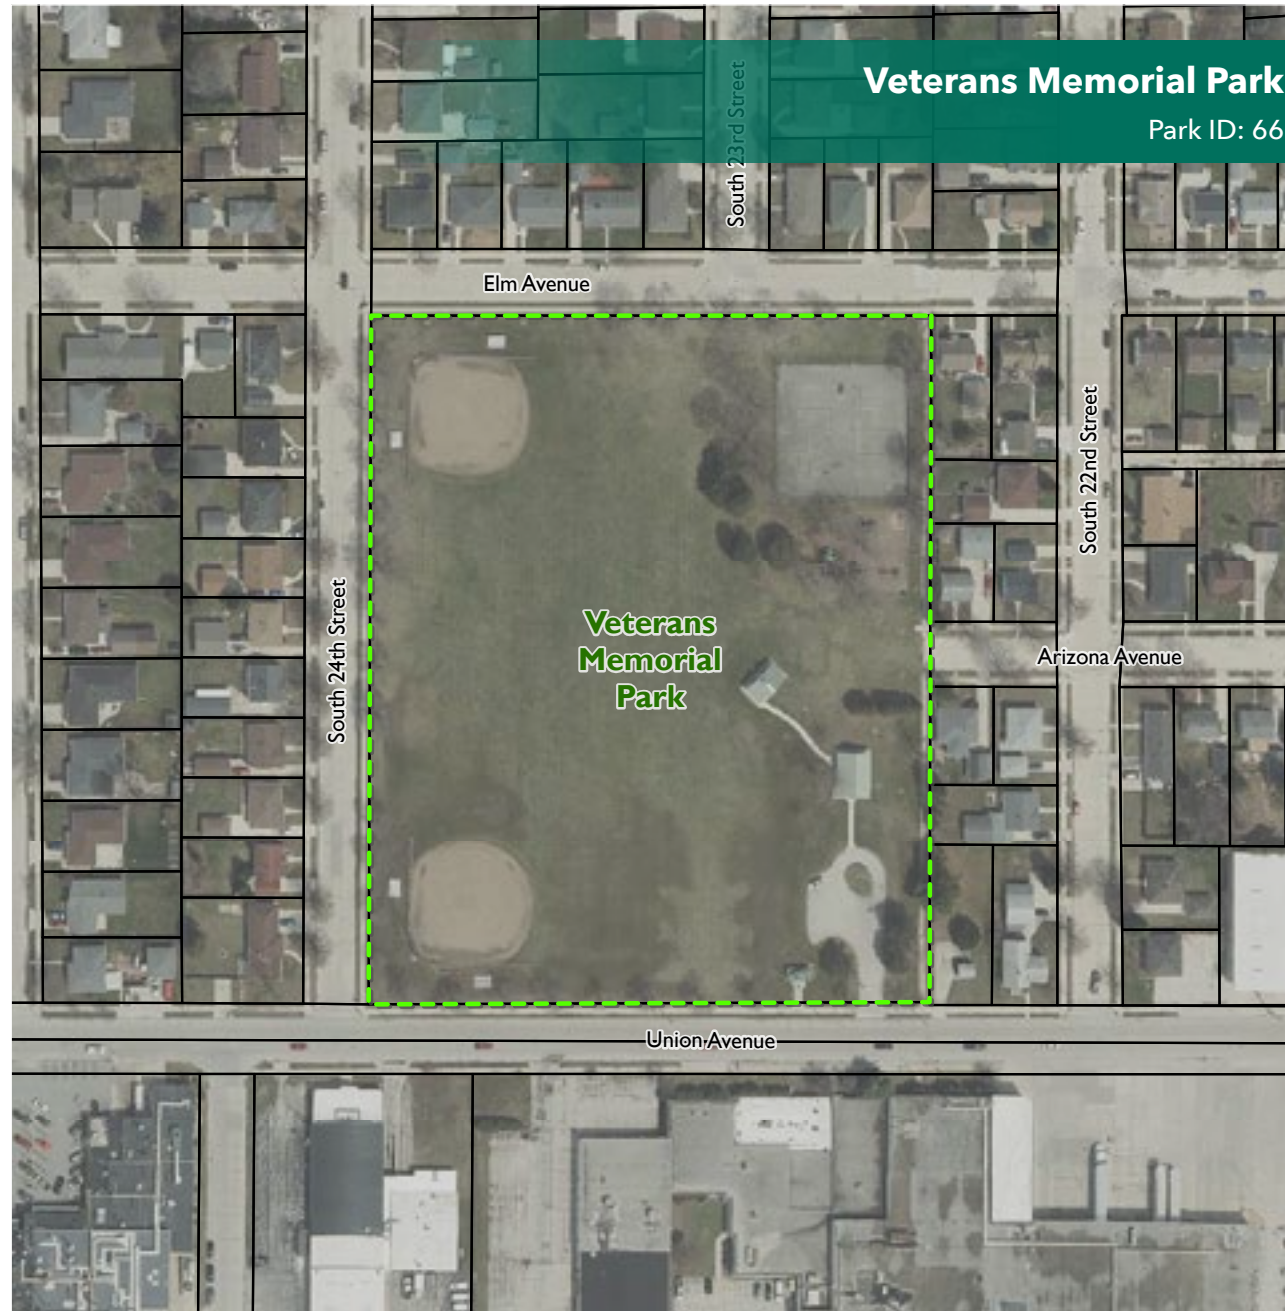 Veterans Memorial Park
Park ID: 66
South 23rd Street
Elm Avenue
South 22nd Street
South 24th Street
Veterans
Memorial
Park
Arizona Avenue
Union Avenue